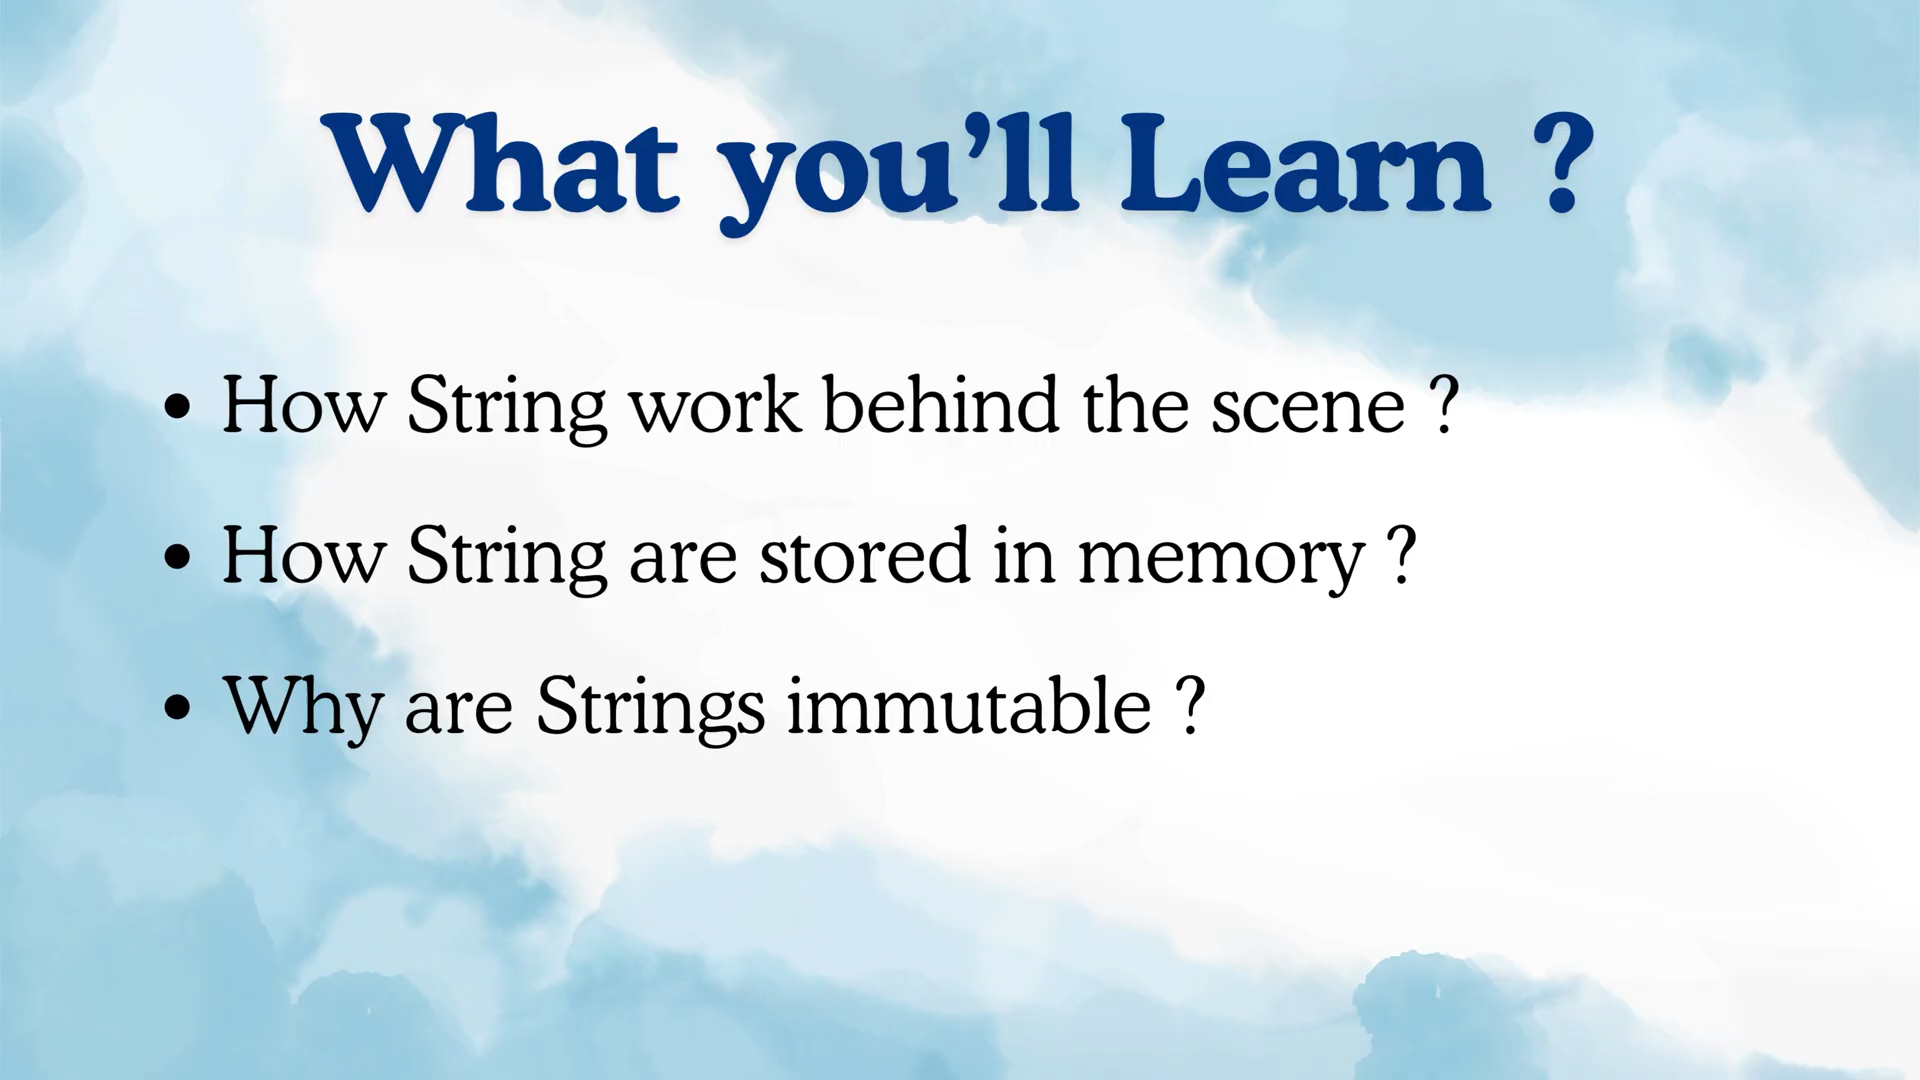 What you’ll Learn ?
• How String work behind the scene ?
• How String are stored in memory ?
• Why are Strings immutable ?